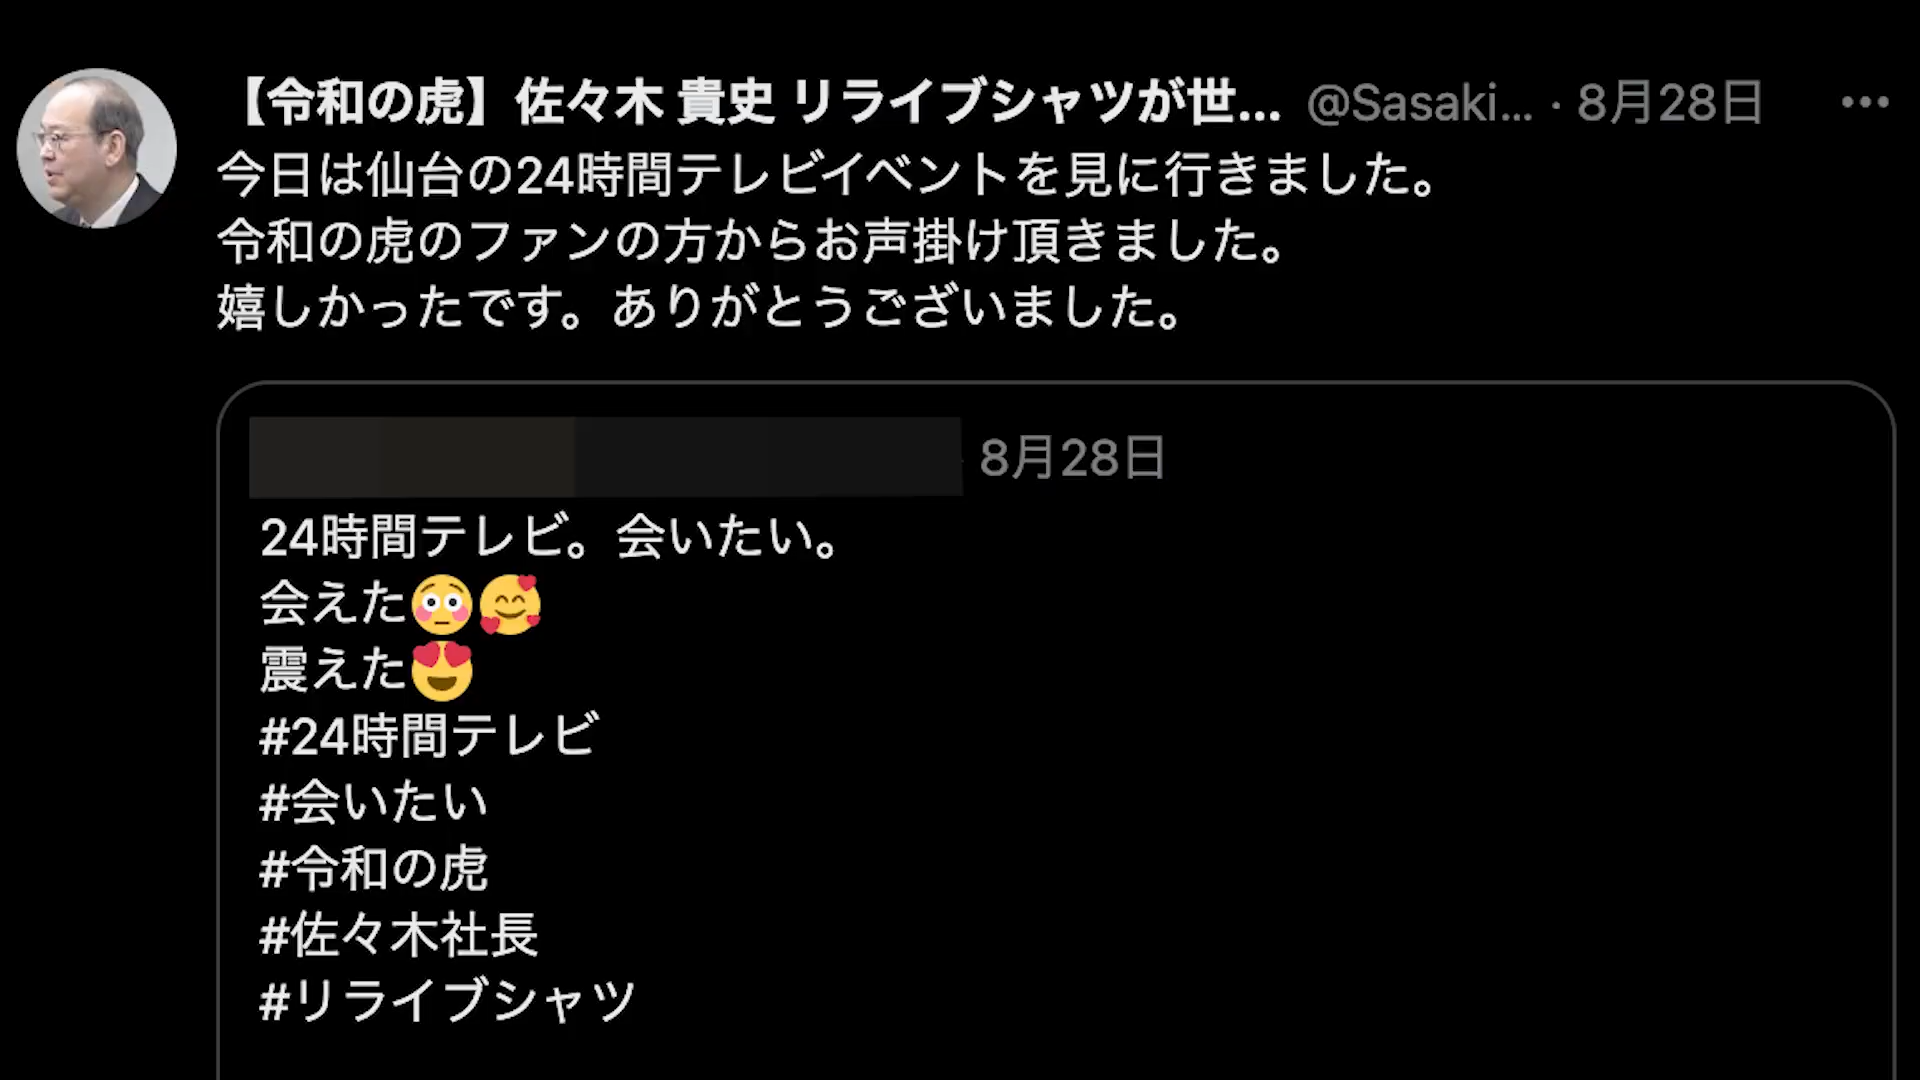 【令和の虎】佐々木 貴史 リライブシャツが世... @Sasaki... · 8月28日 •••
今日は仙台の24時間テレビイベントを見に行きました。
令和の虎のファンの方からお声掛け頂きました。
嬉しかったです。ありがとうございました。
8月28日
24時間テレビ。会いたい。
会えた😳🥰
震えた😍
#24時間テレビ
#会いたい
#令和の虎
#佐々木社長
#リライブシャツ